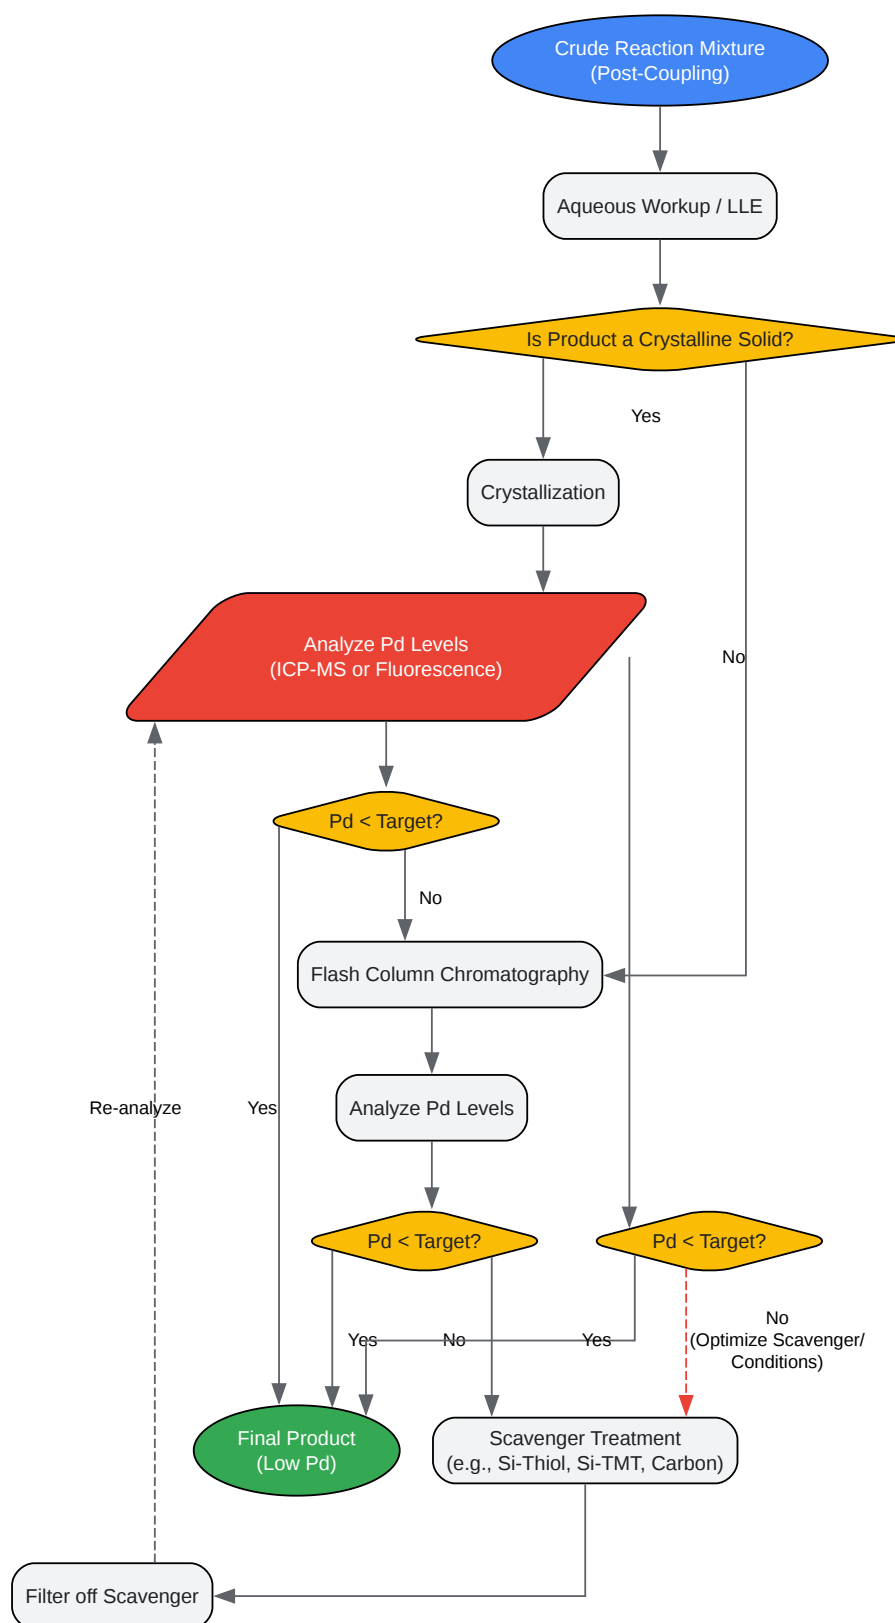 Crude Reaction Mixture
(Post-Coupling)
Aqueous Workup / LLE
Is Product a Crystalline Solid?
Yes
Crystallization
Analyze Pd Levels
(ICP-MS or Fluorescence)
No
Pd < Target?
No
Flash Column Chromatography
Re-analyze
Yes
Analyze Pd Levels
Pd < Target?
Pd < Target?
Yes
No
Yes
No
(Optimize Scavenger/
Conditions)
Final Product
(Low Pd)
Scavenger Treatment
(e.g., Si-Thiol, Si-TMT, Carbon)
Filter off Scavenger